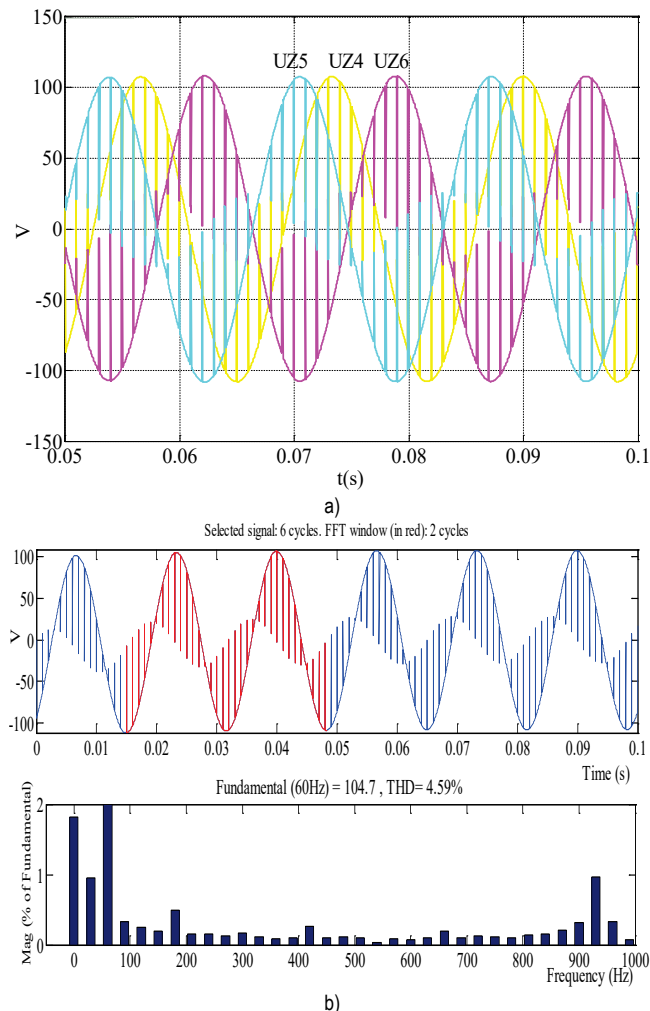 150
100
50
0
-50
-100
-150
V
UZ5 UZ4 UZ6
0.05 0.06 0.07 0.08 0.09 0.1
t(s)
a)
Selected signal: 6 cycles. FFT window (in red): 2 cycles
100
50
0
-50
-100
V
0 0.01 0.02 0.03 0.04 0.05 0.06 0.07 0.08 0.09 0.1
Time (s)
Fundamental (60Hz) = 104.7 , THD= 4.59%
2
1
0
Mag (% of Fundamental)
0 100 200 300 400 500 600 700 800 900 1000
Frequency (Hz)
b)